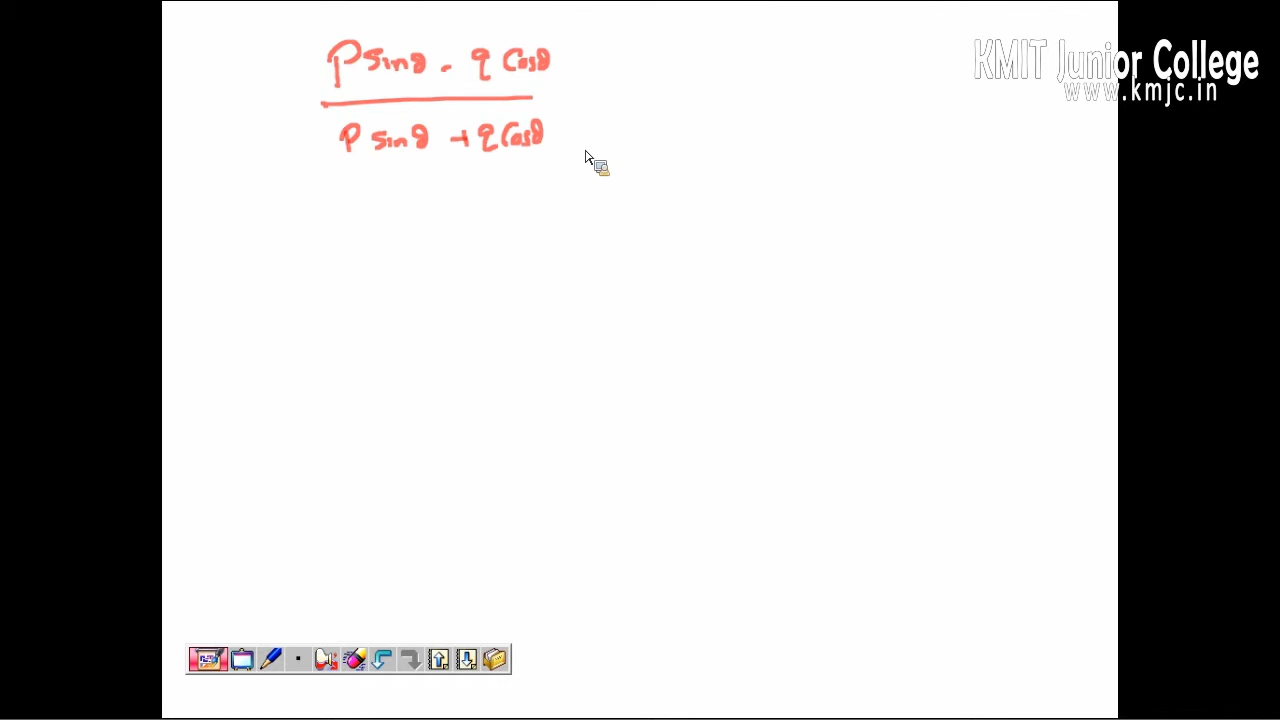 KMIT Junior College
www.kmjc.in
P sinθ - q Cosθ
P sinθ + q Cosθ